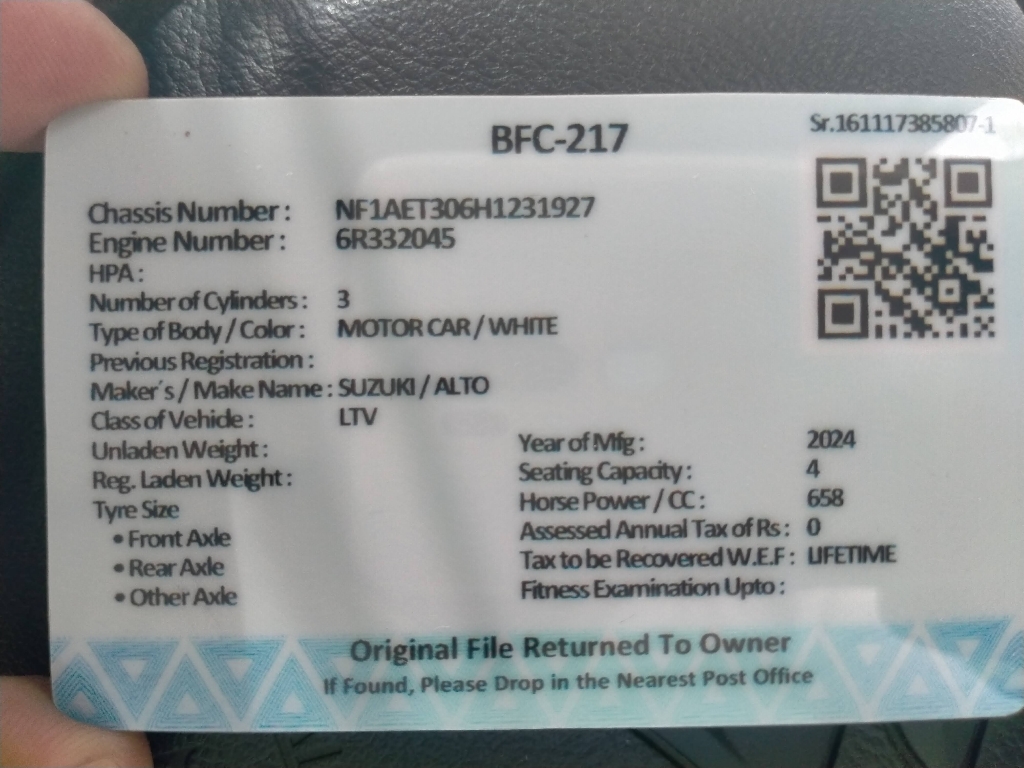 BFC-217
Sr.161117385807-1
Chassis Number : NF1AET306H1231927
Engine Number : 6R332045
HPA :
Number of Cylinders : 3
Type of Body / Color : MOTOR CAR / WHITE
Previous Registration :
Maker's / Make Name : SUZUKI / ALTO
Class of Vehicle : LTV
Unladen Weight :
Reg. Laden Weight :
Tyre Size
• Front Axle
• Rear Axle
• Other Axle
Year of Mfg : 2024
Seating Capacity : 4
Horse Power / CC : 658
Assessed Annual Tax of Rs : 0
Tax to be Recovered W.E.F : LIFETIME
Fitness Examination Upto :
Original File Returned To Owner
If Found, Please Drop in the Nearest Post Office